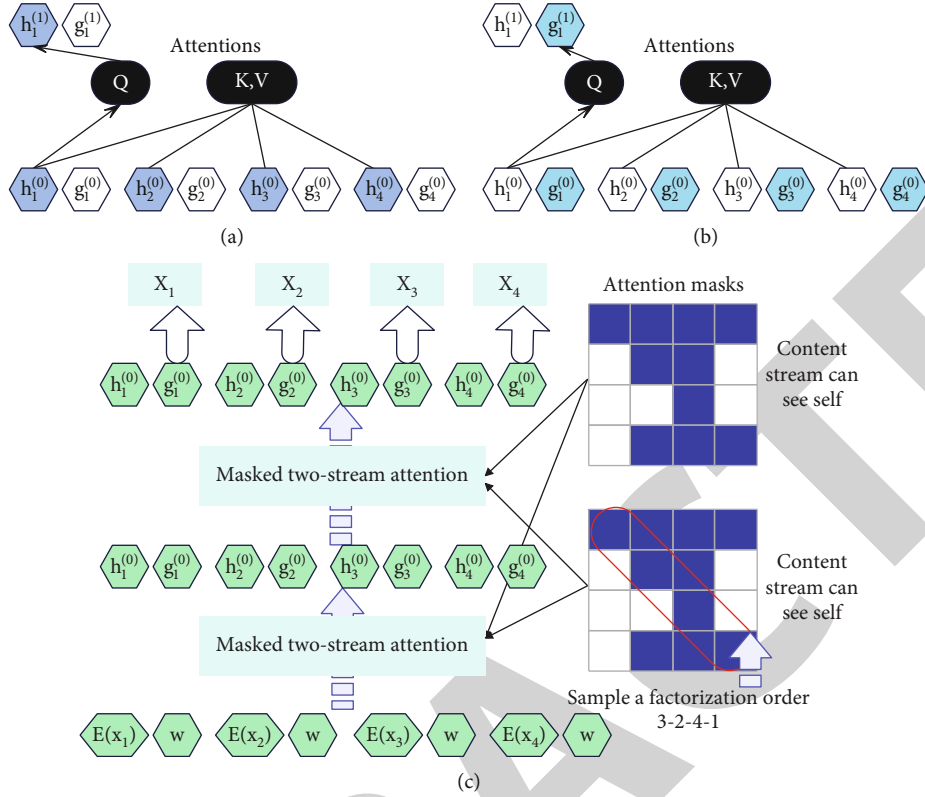 h₁⁽¹⁾ g₁⁽¹⁾
Attentions
Q K,V
h₁⁽⁰⁾ g₁⁽⁰⁾ h₂⁽⁰⁾ g₂⁽⁰⁾ h₃⁽⁰⁾ g₃⁽⁰⁾ h₄⁽⁰⁾ g₄⁽⁰⁾
(a)
h₁⁽¹⁾ g₁⁽¹⁾
Attentions
Q K,V
h₁⁽⁰⁾ g₁⁽⁰⁾ h₂⁽⁰⁾ g₂⁽⁰⁾ h₃⁽⁰⁾ g₃⁽⁰⁾ h₄⁽⁰⁾ g₄⁽⁰⁾
(b)
X₁ X₂ X₃ X₄
h₁⁽⁰⁾ g₁⁽⁰⁾ h₂⁽⁰⁾ g₂⁽⁰⁾ h₃⁽⁰⁾ g₃⁽⁰⁾ h₄⁽⁰⁾ g₄⁽⁰⁾
Masked two-stream attention
h₁⁽⁰⁾ g₁⁽⁰⁾ h₂⁽⁰⁾ g₂⁽⁰⁾ h₃⁽⁰⁾ g₃⁽⁰⁾ h₄⁽⁰⁾ g₄⁽⁰⁾
Masked two-stream attention
E(x₁) w E(x₂) w E(x₃) w E(x₄) w
Attention masks
Content
stream can
see self
Content
stream can
see self
Sample a factorization order
3-2-4-1
(c)